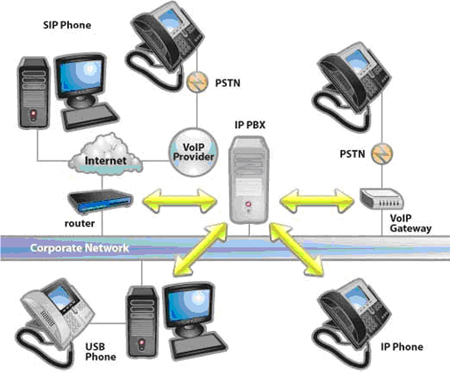 SIP Phone
PSTN
IP PBX
Internet
VoIP
Provider
PSTN
router
VoIP
Gateway
Corporate Network
USB
Phone
IP Phone